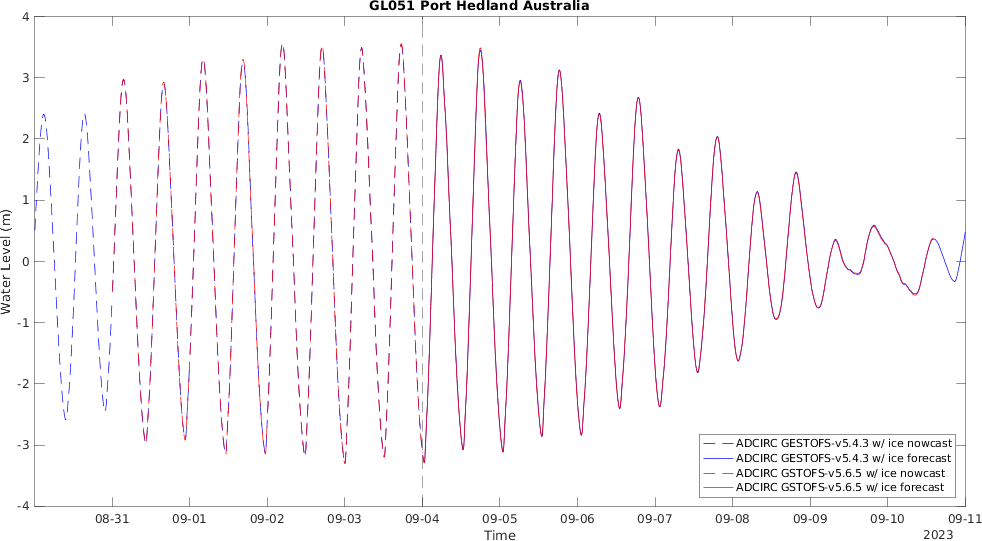 GL051 Port Hedland Australia
4
3
2
1
0
-1
-2
-3
-4
Water Level (m)
08-31 09-01 09-02 09-03 09-04 09-05 09-06 09-07 09-08 09-09 09-10 09-11
Time
2023
ADCIRC GESTOFS-v5.4.3 w/ ice nowcast
ADCIRC GESTOFS-v5.4.3 w/ ice forecast
ADCIRC GSTOFS-v5.6.5 w/ ice nowcast
ADCIRC GSTOFS-v5.6.5 w/ ice forecast